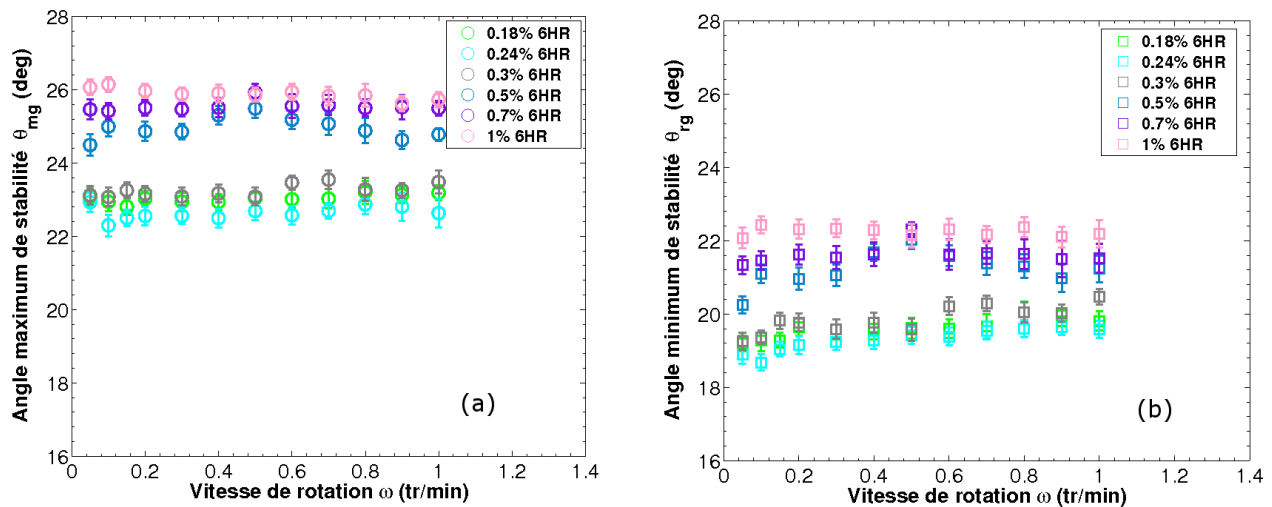 28
26
24
22
20
18
16
0
0.2
0.4
0.6
0.8
1
1.2
1.4
Angle maximum de stabilité θmg (deg)
Vitesse de rotation ω (tr/min)
0.18% 6HR
0.24% 6HR
0.3% 6HR
0.5% 6HR
0.7% 6HR
1% 6HR
(a)
28
26
24
22
20
18
16
0
0.2
0.4
0.6
0.8
1
1.2
1.4
Angle minimum de stabilité θrg (deg)
Vitesse de rotation ω (tr/min)
0.18% 6HR
0.24% 6HR
0.3% 6HR
0.5% 6HR
0.7% 6HR
1% 6HR
(b)